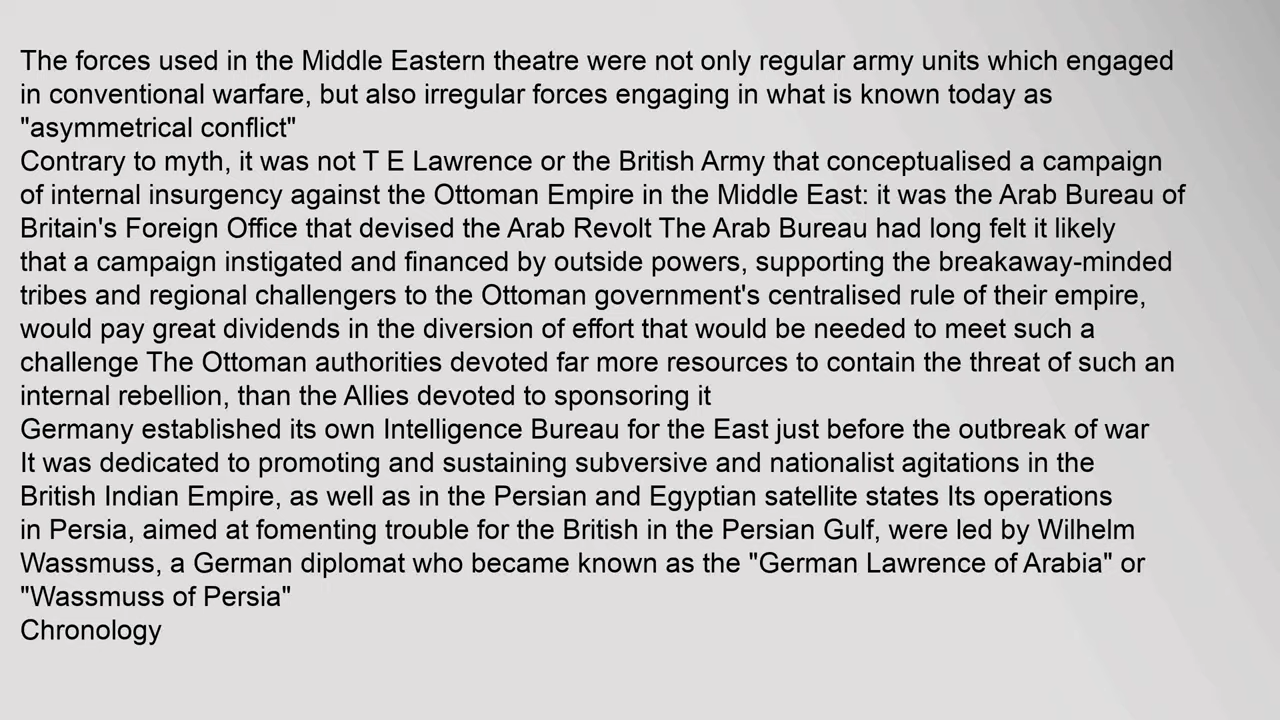 The forces used in the Middle Eastern theatre were not only regular army units which engaged
in conventional warfare, but also irregular forces engaging in what is known today as
"asymmetrical conflict"
Contrary to myth, it was not T E Lawrence or the British Army that conceptualised a campaign
of internal insurgency against the Ottoman Empire in the Middle East: it was the Arab Bureau of
Britain's Foreign Office that devised the Arab Revolt The Arab Bureau had long felt it likely
that a campaign instigated and financed by outside powers, supporting the breakaway-minded
tribes and regional challengers to the Ottoman government's centralised rule of their empire,
would pay great dividends in the diversion of effort that would be needed to meet such a
challenge The Ottoman authorities devoted far more resources to contain the threat of such an
internal rebellion, than the Allies devoted to sponsoring it
Germany established its own Intelligence Bureau for the East just before the outbreak of war
It was dedicated to promoting and sustaining subversive and nationalist agitations in the
British Indian Empire, as well as in the Persian and Egyptian satellite states Its operations
in Persia, aimed at fomenting trouble for the British in the Persian Gulf, were led by Wilhelm
Wassmuss, a German diplomat who became known as the "German Lawrence of Arabia" or
"Wassmuss of Persia"
Chronology